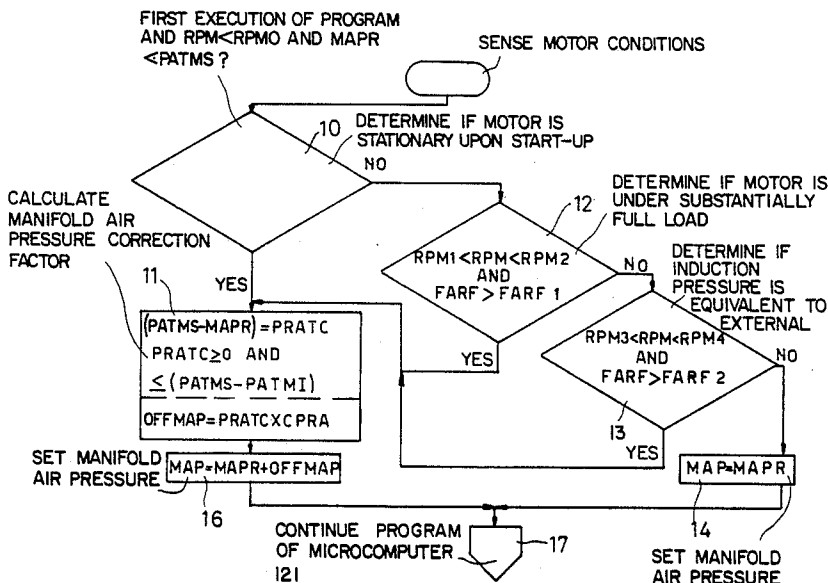 FIRST EXECUTION OF PROGRAM
AND RPM<RPMO AND MAPR
<PATMS?
SENSE MOTOR CONDITIONS
10
DETERMINE IF MOTOR IS
STATIONARY UPON START-UP
NO
CALCULATE
MANIFOLD AIR
PRESSURE CORRECTION
FACTOR
YES
12
DETERMINE IF MOTOR IS
UNDER SUBSTANTIALLY
FULL LOAD
RPM1<RPM<RPM2
AND
FARF>FARF1
NO
YES
DETERMINE IF
INDUCTION
PRESSURE IS
EQUIVALENT TO
EXTERNAL
RPM3<RPM<RPM4
AND
FARF>FARF2
NO
13
YES
11
(PATMS-MAPR)=PRATC
PRATC≥0 AND
≤(PATMS-PATMI)
OFFMAP=PRATCXCPRA
SET MANIFOLD
AIR PRESSURE
MAP=MAPR+OFFMAP
16
MAP=MAPR
14
SET MANIFOLD
AIR PRESSURE
CONTINUE PROGRAM
OF MICROCOMPUTER
121
17